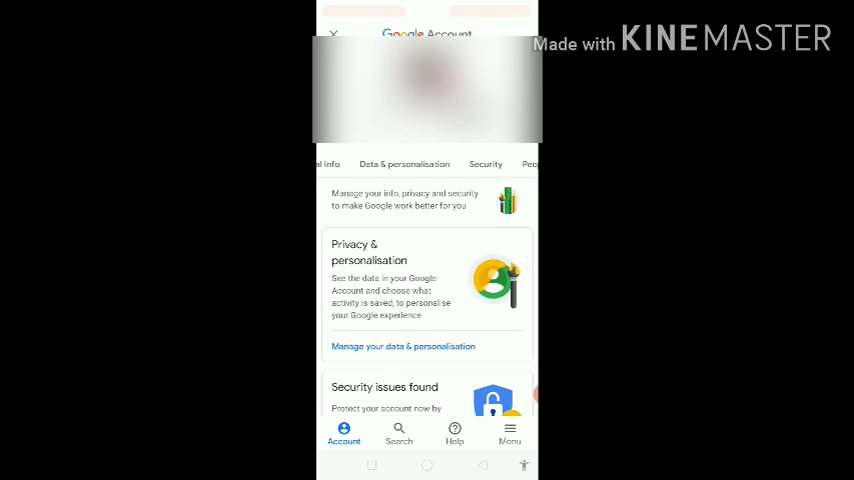 Made with KINEMASTER
Google Account
al info Data & personalisation Security Peo
Manage your info, privacy and security
to make Google work better for you
Privacy &
personalisation
See the data in your Google
Account and choose what
activity is saved, to personalise
your Google experience
Manage your data & personalisation
Security issues found
Protect your account now by
Account Search Help Menu